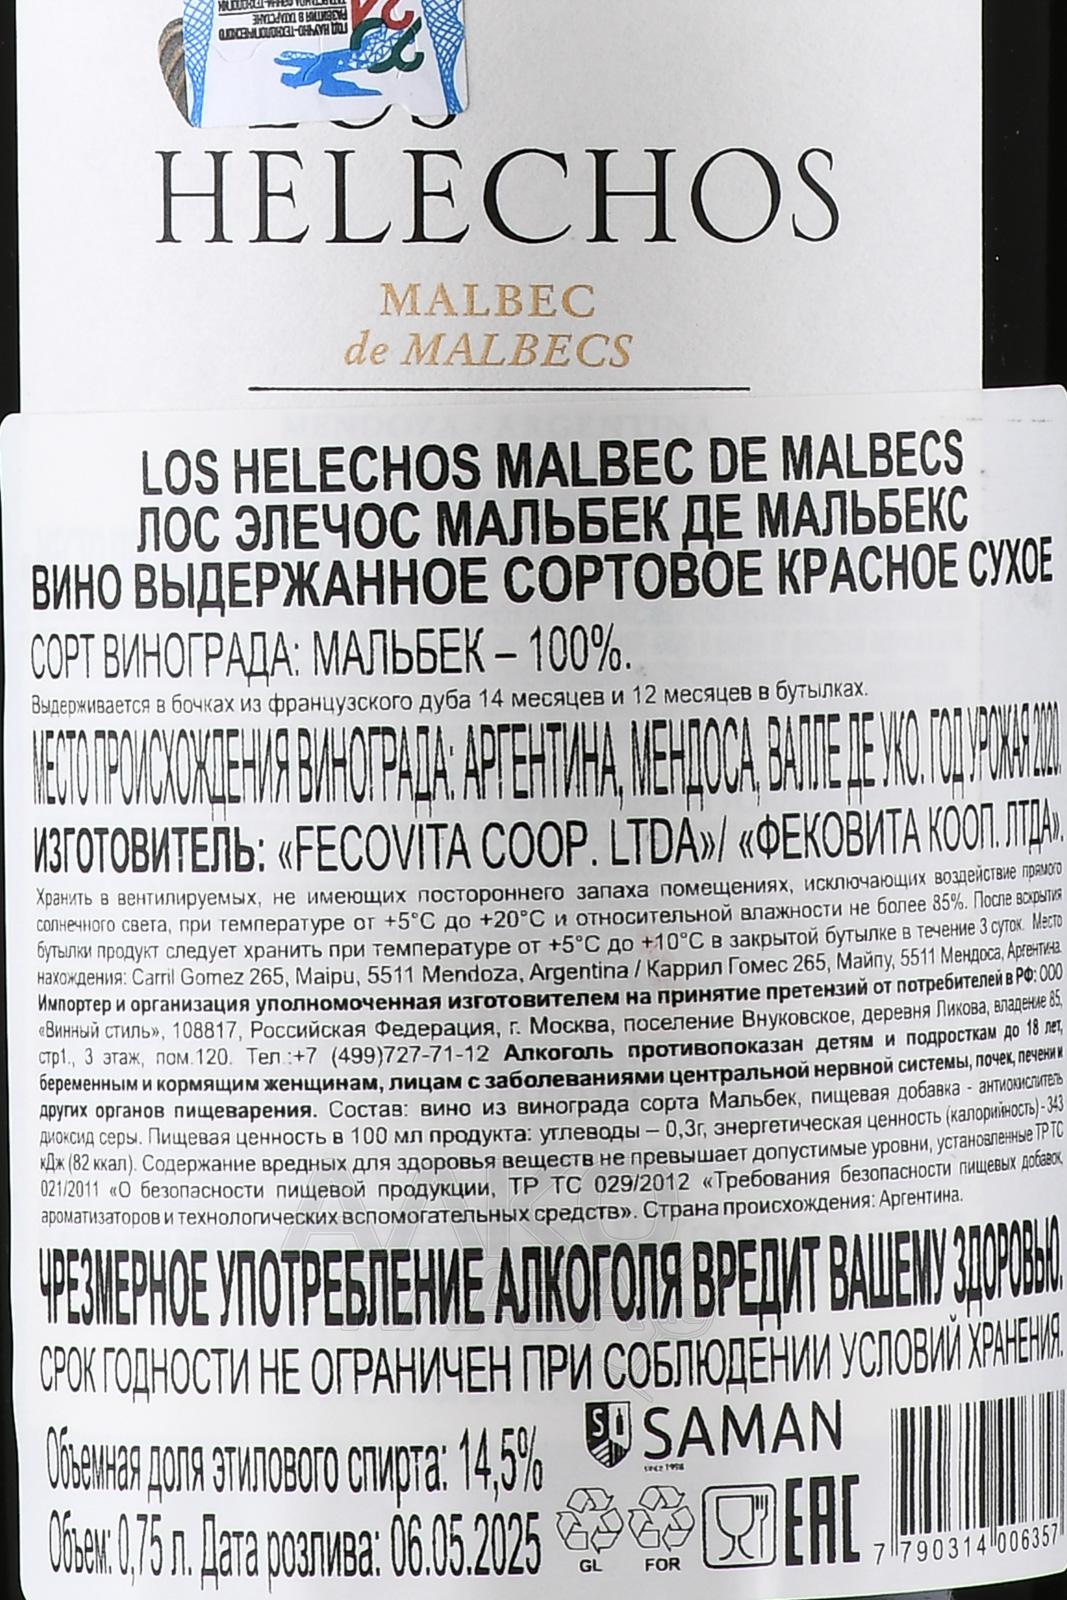 ГОД НАУЧНО-ТЕХНОЛОГИЧЕСКОГО
РАЗВИТИЯ В ТАТАРСТАНЕ
24
LOS
HELECHOS
MALBEC
de MALBECS
MENDOZA - ARGENTINA
LOS HELECHOS MALBEC DE MALBECS
ЛОС ЭЛЕЧОС МАЛЬБЕК ДЕ МАЛЬБЕКС
ВИНО ВЫДЕРЖАННОЕ СОРТОВОЕ КРАСНОЕ СУХОЕ
СОРТ ВИНОГРАДА: МАЛЬБЕК – 100%.
Выдерживается в бочках из французского дуба 14 месяцев и 12 месяцев в бутылках.
МЕСТО ПРОИСХОЖДЕНИЯ ВИНОГРАДА: АРГЕНТИНА, МЕНДОСА, ВАЛЛЕ ДЕ УКО. ГОД УРОЖАЯ 2020.
ИЗГОТОВИТЕЛЬ: «FECOVITA COOP. LTDA»/ «ФЕКОВИТА КООП. ЛТДА».
Хранить в вентилируемых, не имеющих постороннего запаха помещениях, исключающих воздействие прямого
солнечного света, при температуре от +5°C до +20°C и относительной влажности не более 85%. После вскрытия
бутылки продукт следует хранить при температуре от +5°C до +10°C в закрытой бутылке в течение 3 суток. Место
нахождения: Carril Gomez 265, Maipu, 5511 Mendoza, Argentina / Каррил Гомес 265, Майпу, 5511 Мендоса, Аргентина.
Импортер и организация уполномоченная изготовителем на принятие претензий от потребителей в РФ: ООО
«Винный стиль», 108817, Российская Федерация, г. Москва, поселение Внуковское, деревня Ликова, владение 85,
стр1., 3 этаж, пом.120. Тел.:+7 (499)727-71-12 Алкоголь противопоказан детям и подросткам до 18 лет,
беременным и кормящим женщинам, лицам с заболеваниями центральной нервной системы, почек, печени и
других органов пищеварения. Состав: вино из винограда сорта Мальбек, пищевая добавка - антиокислитель
диоксид серы. Пищевая ценность в 100 мл продукта: углеводы – 0,3г, энергетическая ценность (калорийность) - 343
кДж (82 ккал). Содержание вредных для здоровья веществ не превышает допустимые уровни, установленные ТР ТС
021/2011 «О безопасности пищевой продукции, ТР ТС 029/2012 «Требования безопасности пищевых добавок,
ароматизаторов и технологических вспомогательных средств». Страна происхождения: Аргентина.
ЧРЕЗМЕРНОЕ УПОТРЕБЛЕНИЕ АЛКОГОЛЯ ВРЕДИТ ВАШЕМУ ЗДОРОВЬЮ.
СРОК ГОДНОСТИ НЕ ОГРАНИЧЕН ПРИ СОБЛЮДЕНИИ УСЛОВИЙ ХРАНЕНИЯ.
Объемная доля этилового спирта: 14,5%
Объем: 0,75 л. Дата розлива: 06.05.2025
SAMAN
SINCE 1998
GL
FOR
EAC
7 790314 006357